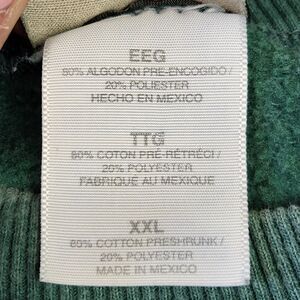 EEG
80% ALGODON PRE-ENCOGIDO
20% POLIESTER
HECHO EN MEXICO
TTG
80% COTON PRÉ-RÉTRÉCI /
20% POLYESTER
FABRIQUÉ AU MEXIQUE
XXL
80% COTTON PRESHRUNK /
20% POLYESTER
MADE IN MEXICO